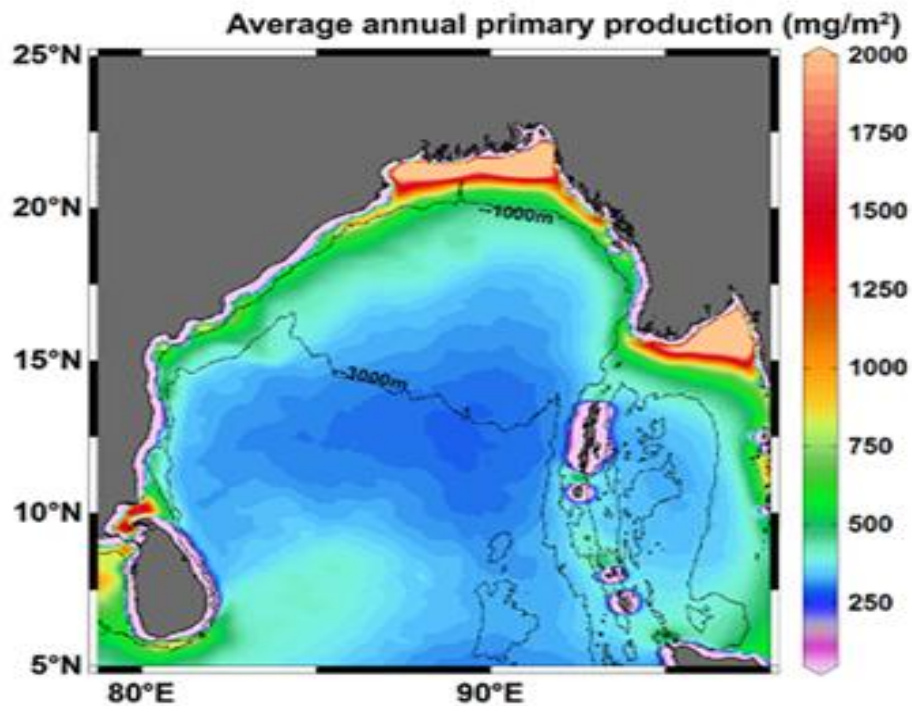 Average annual primary production (mg/m²)
25°N
20°N
15°N
10°N
5°N
80°E
90°E
--1000m
--3000m
2000
1750
1500
1250
1000
750
500
250